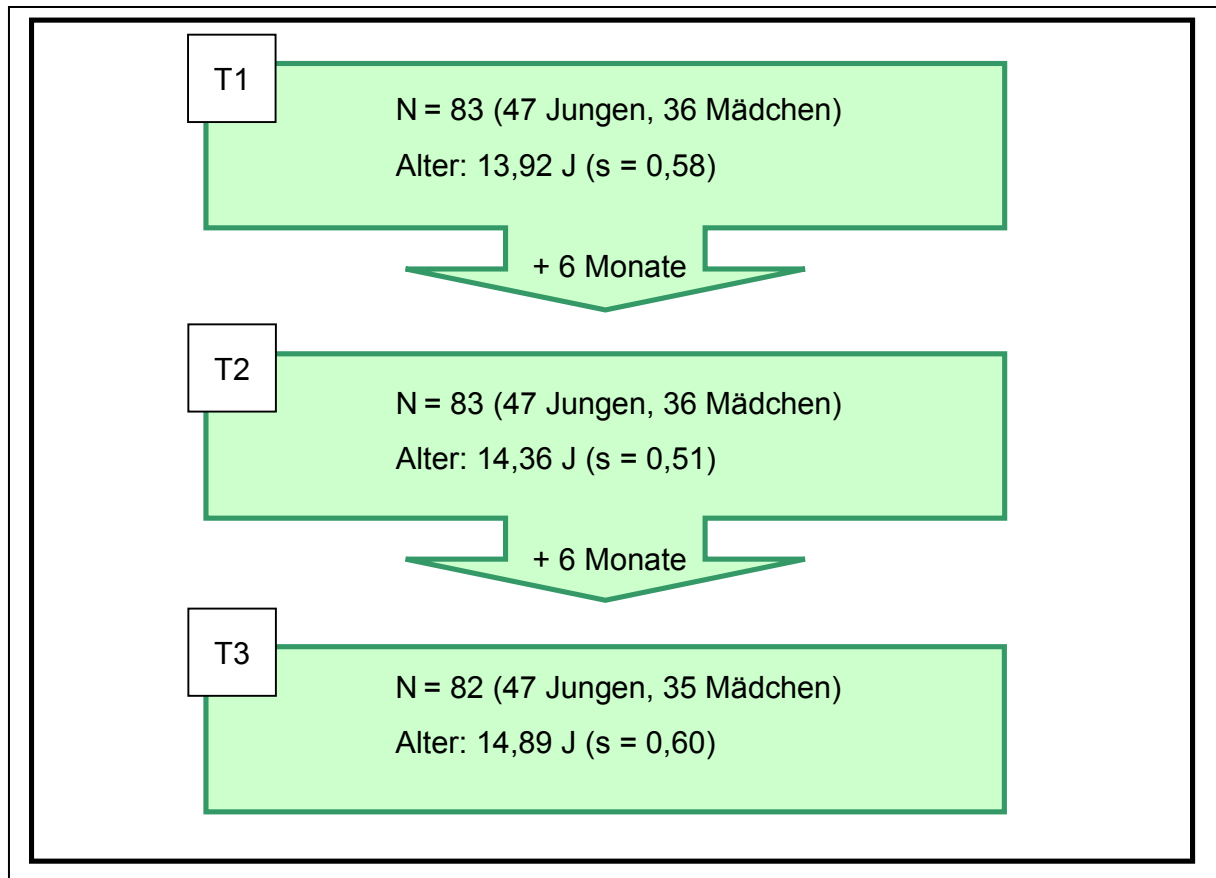 T1
N = 83 (47 Jungen, 36 Mädchen)
Alter: 13,92 J (s = 0,58)
+ 6 Monate
T2
N = 83 (47 Jungen, 36 Mädchen)
Alter: 14,36 J (s = 0,51)
+ 6 Monate
T3
N = 82 (47 Jungen, 35 Mädchen)
Alter: 14,89 J (s = 0,60)